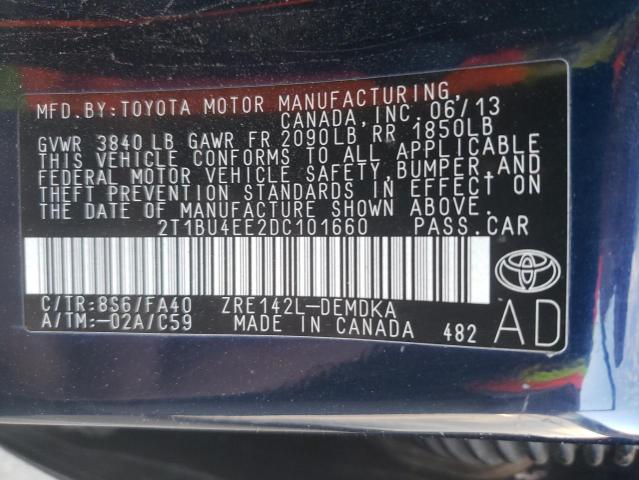 MFD.BY:TOYOTA MOTOR MANUFACTURING,
CANADA, INC. 06/13
GVWR 3840 LB GAWR FR 2090LB RR 1850LB
THIS VEHICLE CONFORMS TO ALL APPLICABLE
FEDERAL MOTOR VEHICLE SAFETY, BUMPER, AND
THEFT PREVENTION STANDARDS IN EFFECT ON
THE DATE OF MANUFACTURE SHOWN ABOVE.
2T1BU4EE2DC101660 PASS.CAR
C/TR:8S6/FA40 ZRE142L-DEMDKA
A/TM:-02A/C59 MADE IN CANADA 482
AD